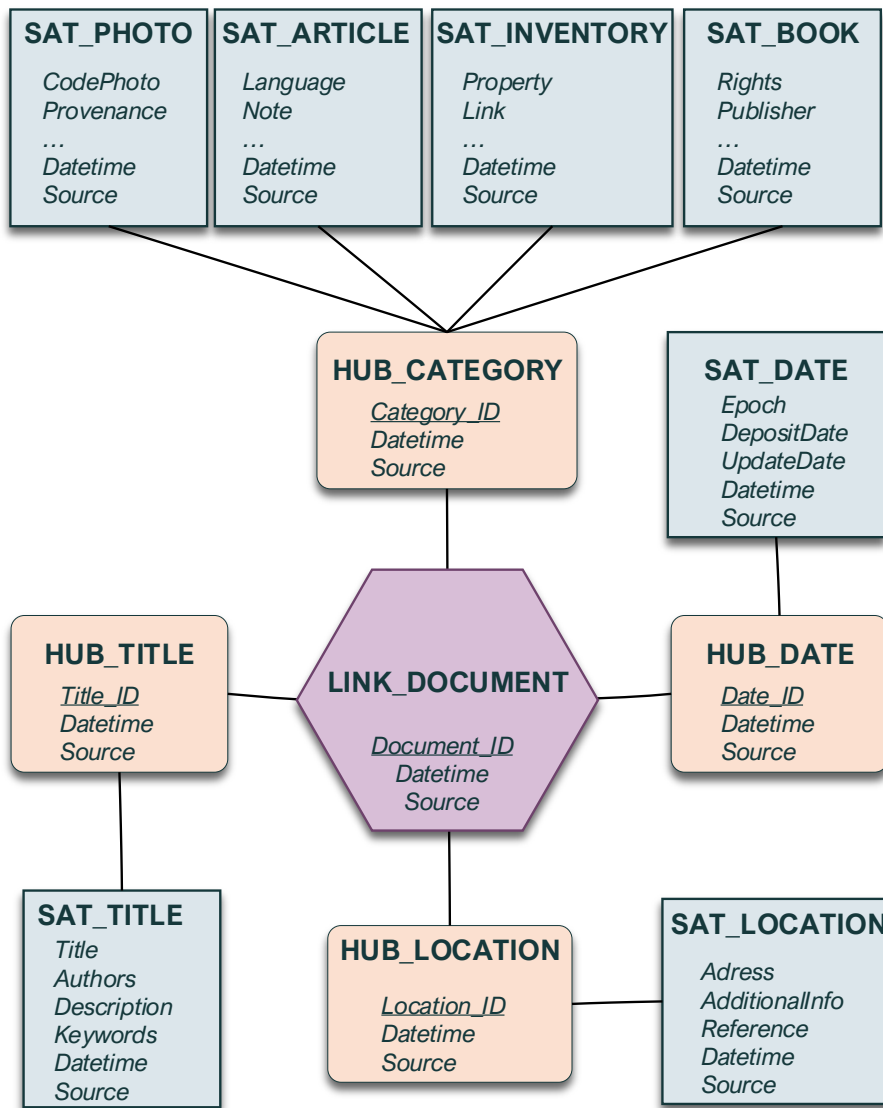 SAT_PHOTO
CodePhoto
Provenance
...
Datetime
Source
SAT_ARTICLE
Language
Note
...
Datetime
Source
SAT_INVENTORY
Property
Link
...
Datetime
Source
SAT_BOOK
Rights
Publisher
...
Datetime
Source
HUB_CATEGORY
Category_ID
Datetime
Source
SAT_DATE
Epoch
DepositDate
UpdateDate
Datetime
Source
HUB_TITLE
Title_ID
Datetime
Source
LINK_DOCUMENT
Document_ID
Datetime
Source
HUB_DATE
Date_ID
Datetime
Source
SAT_TITLE
Title
Authors
Description
Keywords
Datetime
Source
HUB_LOCATION
Location_ID
Datetime
Source
SAT_LOCATION
Adress
AdditionalInfo
Reference
Datetime
Source